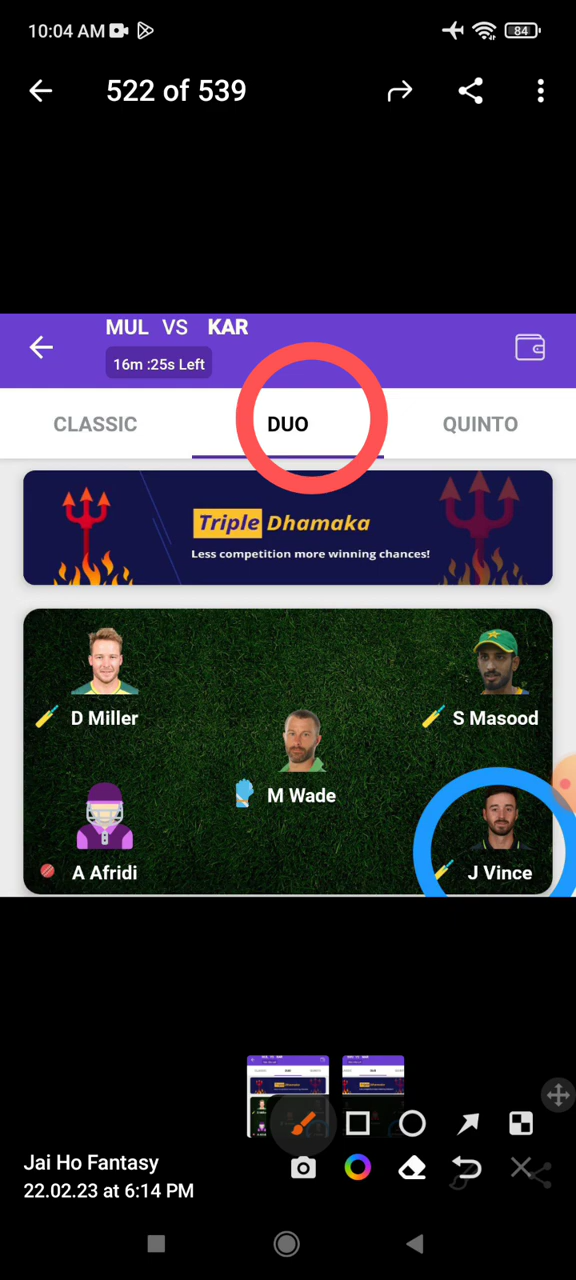 10:04 AM
84
522 of 539
MUL VS KAR
16m :25s Left
CLASSIC DUO QUINTO
Triple Dhamaka
Less competition more winning chances!
D Miller
S Masood
M Wade
A Afridi
J Vince
Jai Ho Fantasy
22.02.23 at 6:14 PM